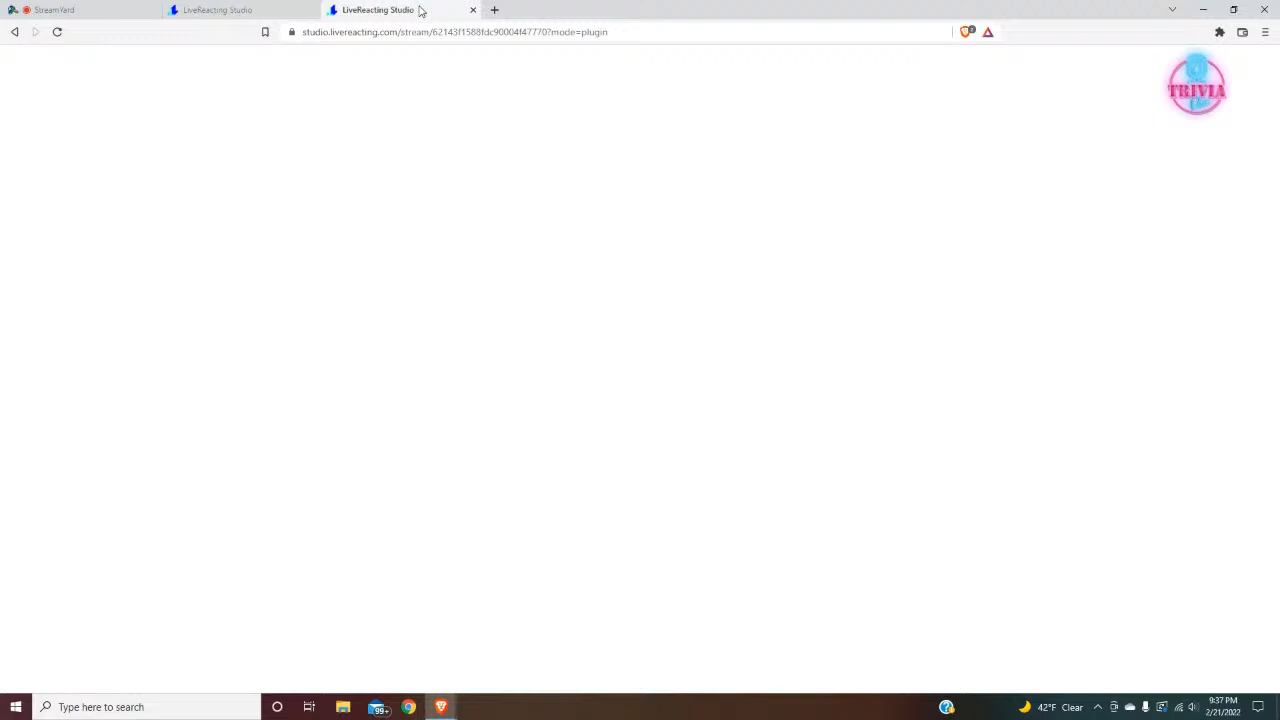 StreamYard
LiveReacting Studio
LiveReacting Studio
studio.livereacting.com/stream/62143f1588fdc90004f47770?mode=plugin
TRIVIA
Type here to search
99+
42°F Clear
9:37 PM
2/21/2022